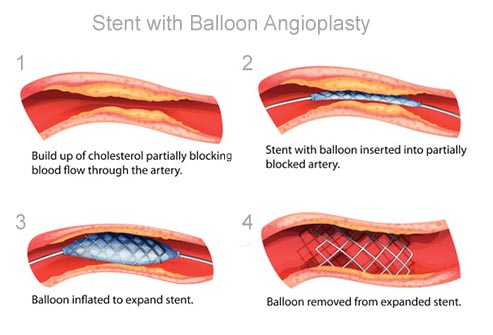 Stent with Balloon Angioplasty
1
2
Build up of cholesterol partially blocking
blood flow through the artery.
Stent with balloon inserted into partially
blocked artery.
3
4
Balloon inflated to expand stent.
Balloon removed from expanded stent.